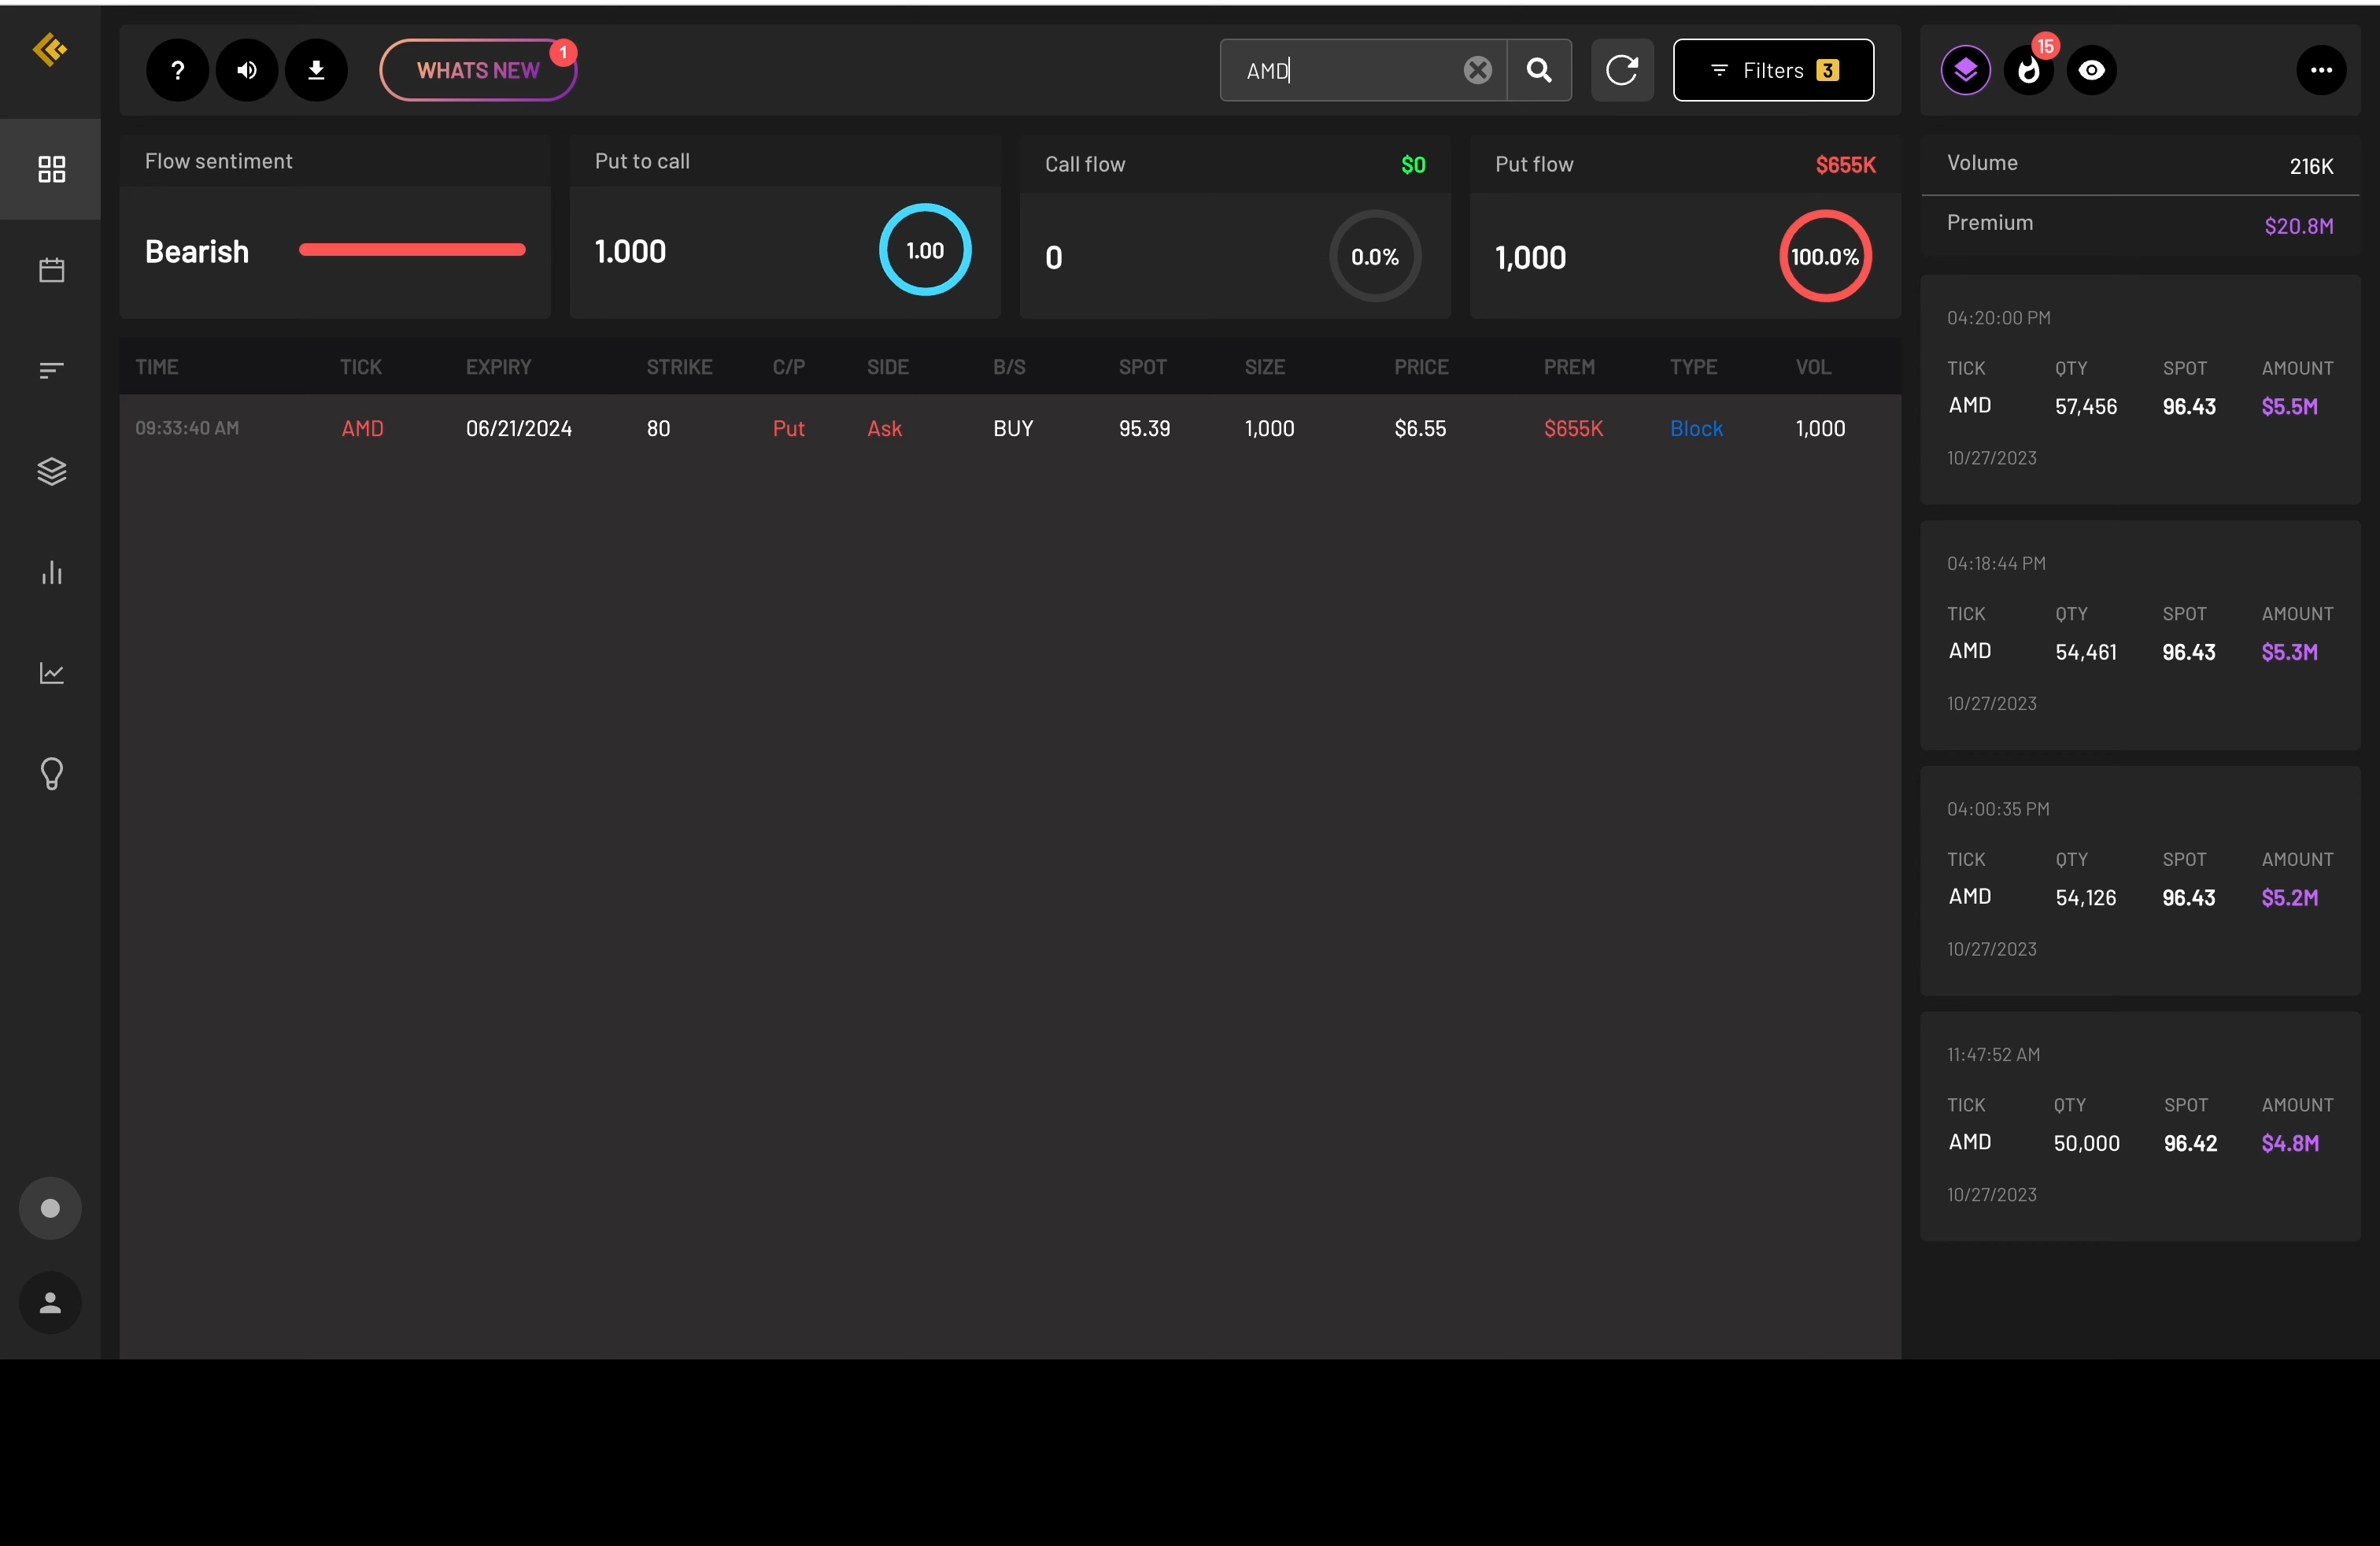 ? WHATS NEW 1 AMD Filters 3 15
Flow sentiment Put to call Call flow $0 Put flow $655K
Bearish 1.000 1.00 0 0.0% 1,000 100.0%
TIME TICK EXPIRY STRIKE C/P SIDE B/S SPOT SIZE PRICE PREM TYPE VOL
09:33:40 AM AMD 06/21/2024 80 Put Ask BUY 95.39 1,000 $6.55 $655K Block 1,000
Volume 216K
Premium $20.8M
04:20:00 PM
TICK QTY SPOT AMOUNT
AMD 57,456 96.43 $5.5M
10/27/2023
04:18:44 PM
TICK QTY SPOT AMOUNT
AMD 54,461 96.43 $5.3M
10/27/2023
04:00:35 PM
TICK QTY SPOT AMOUNT
AMD 54,126 96.43 $5.2M
10/27/2023
11:47:52 AM
TICK QTY SPOT AMOUNT
AMD 50,000 96.42 $4.8M
10/27/2023